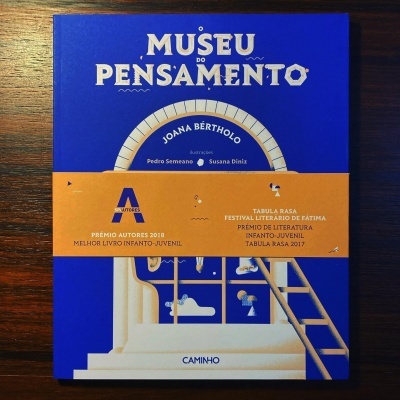 O
MUSEU
DO
PENSAMENTO
JOANA BÉRTHOLO
ilustrações
Pedro Semeano Susana Diniz
A
AUTORES
PRÉMIO AUTORES 2018
MELHOR LIVRO INFANTO-JUVENIL
TABULA RASA
FESTIVAL LITERÁRIO DE FÁTIMA
PRÉMIO DE LITERATURA
INFANTO-JUVENIL
TABULA RASA 2017
CAMINHO